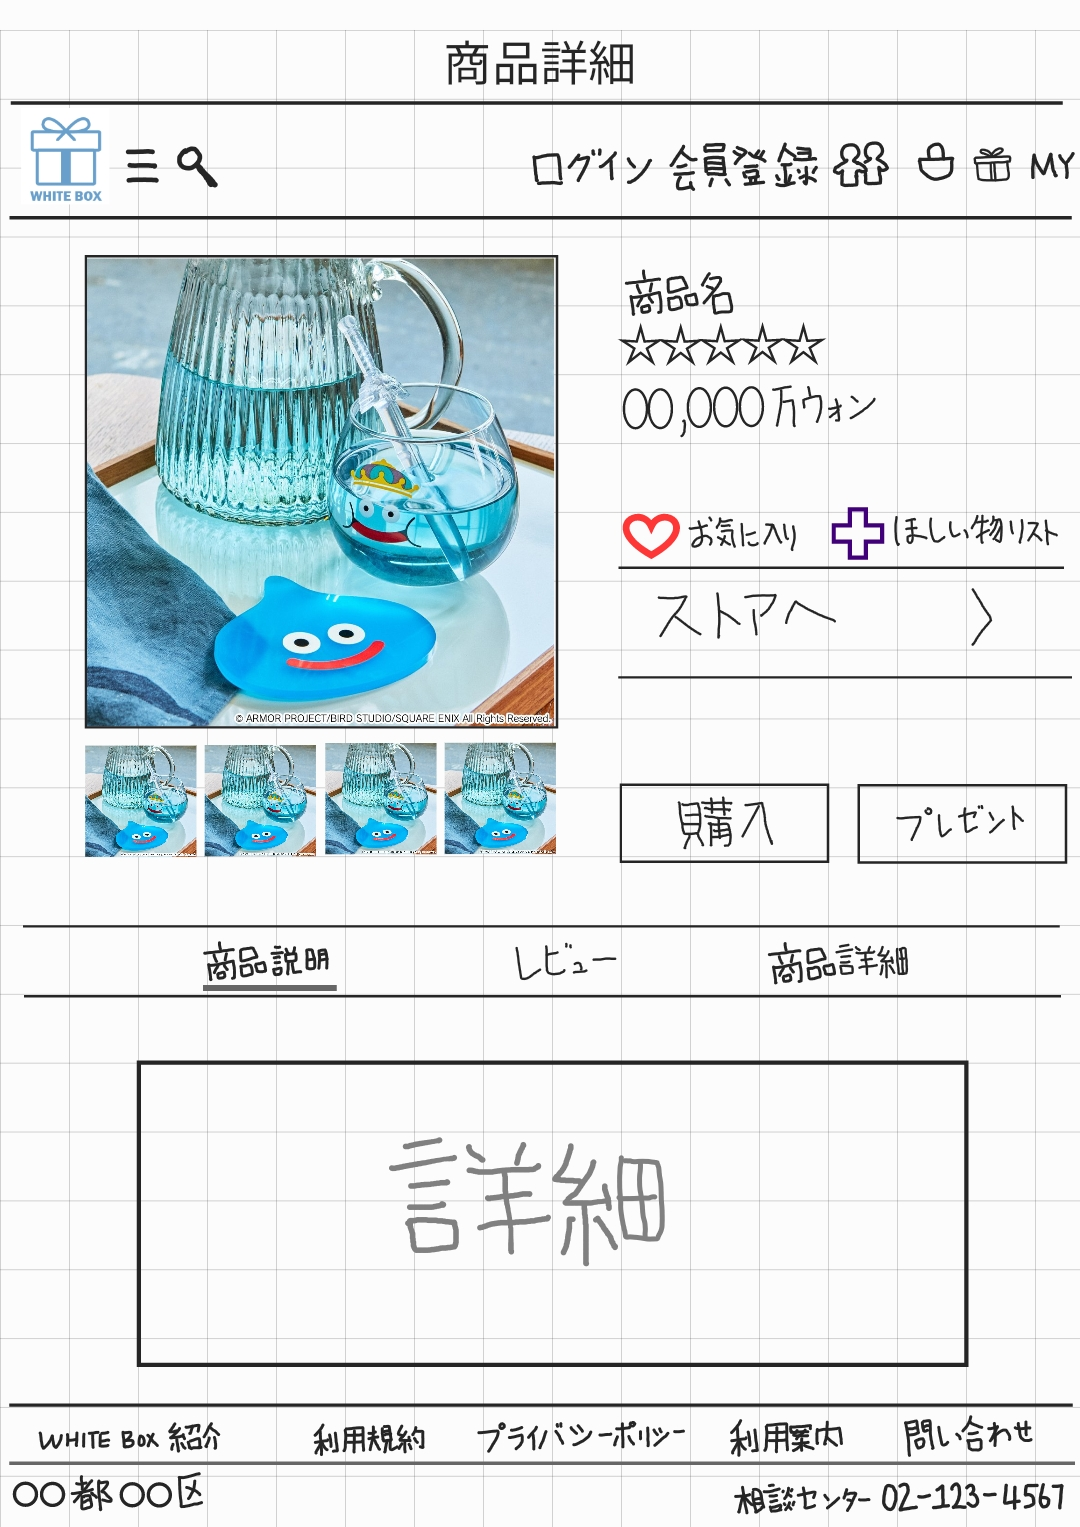 商品詳細
WHITE BOX
ログイン 会員登録 MY
商品名
☆☆☆☆☆
00,000万ウォン
お気に入り ほしい物リスト
ストアへ 〉
© ARMOR PROJECT/BIRD STUDIO/SQUARE ENIX All Rights Reserved.
購入 プレゼント
商品説明 レビュー 商品詳細
詳細
WHITE BOX 紹介 利用規約 プライバシーポリシー 利用案内 問い合わせ
○○都○○区 相談センター 02-123-4567